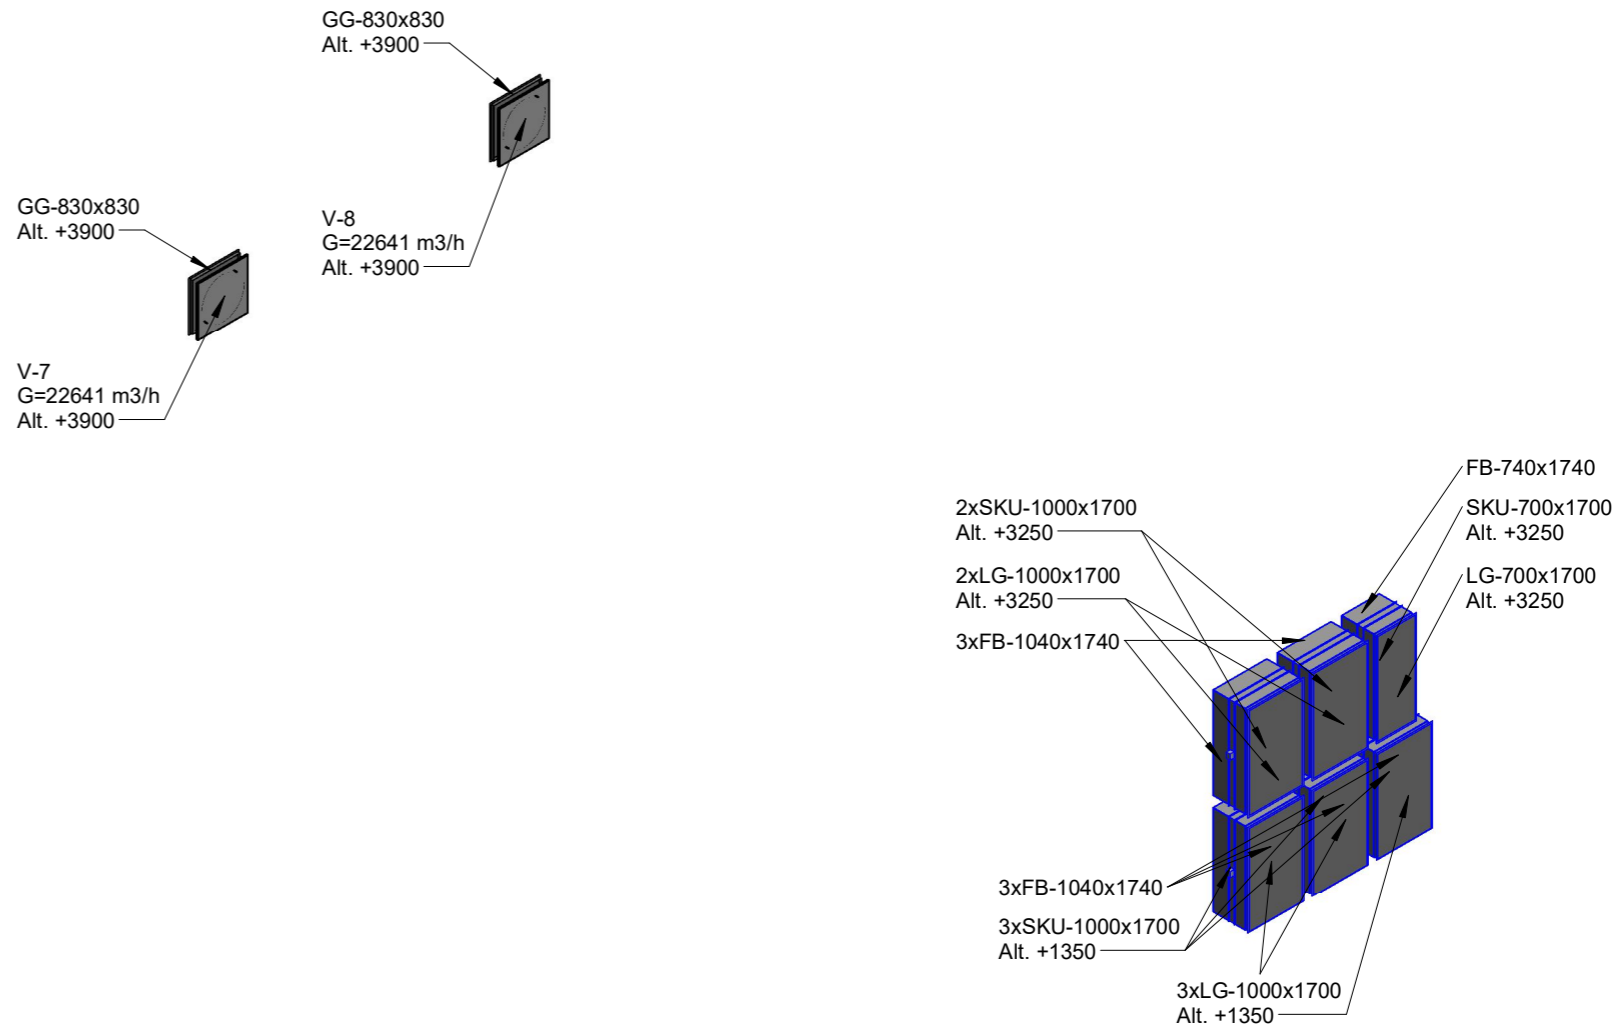 GG-830x830
Alt. +3900
GG-830x830
Alt. +3900
V-8
G=22641 m3/h
Alt. +3900
V-7
G=22641 m3/h
Alt. +3900
FB-740x1740
2xSKU-1000x1700
Alt. +3250
SKU-700x1700
Alt. +3250
2xLG-1000x1700
Alt. +3250
LG-700x1700
Alt. +3250
3xFB-1040x1740
3xFB-1040x1740
3xSKU-1000x1700
Alt. +1350
3xLG-1000x1700
Alt. +1350